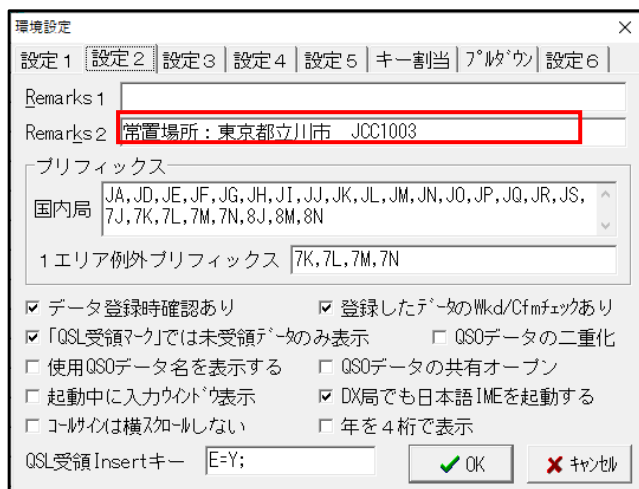 環境設定
設定1 設定2 設定3 設定4 設定5 キー割当 プルダウン 設定6
Remarks1
Remarks2 常置場所：東京都立川市　JCC1003
プリフィックス
国内局 JA,JD,JE,JF,JG,JH,JI,JJ,JK,JL,JM,JN,JO,JP,JQ,JR,JS,
7J,7K,7L,7M,7N,8J,8M,8N
1エリア例外プリフィックス 7K,7L,7M,7N
データ登録時確認あり 登録したデータのWkd/Cfmチェックあり
「QSL受領マーク」では未受領データのみ表示 QSOデータの二重化
使用QSOデータ名を表示する QSOデータの共有オープン
起動中に入力ウインドウ表示 DX局でも日本語IMEを起動する
コールサインは横スクロールしない 年を4桁で表示
QSL受領Insertキー E=Y; OK キャンセル